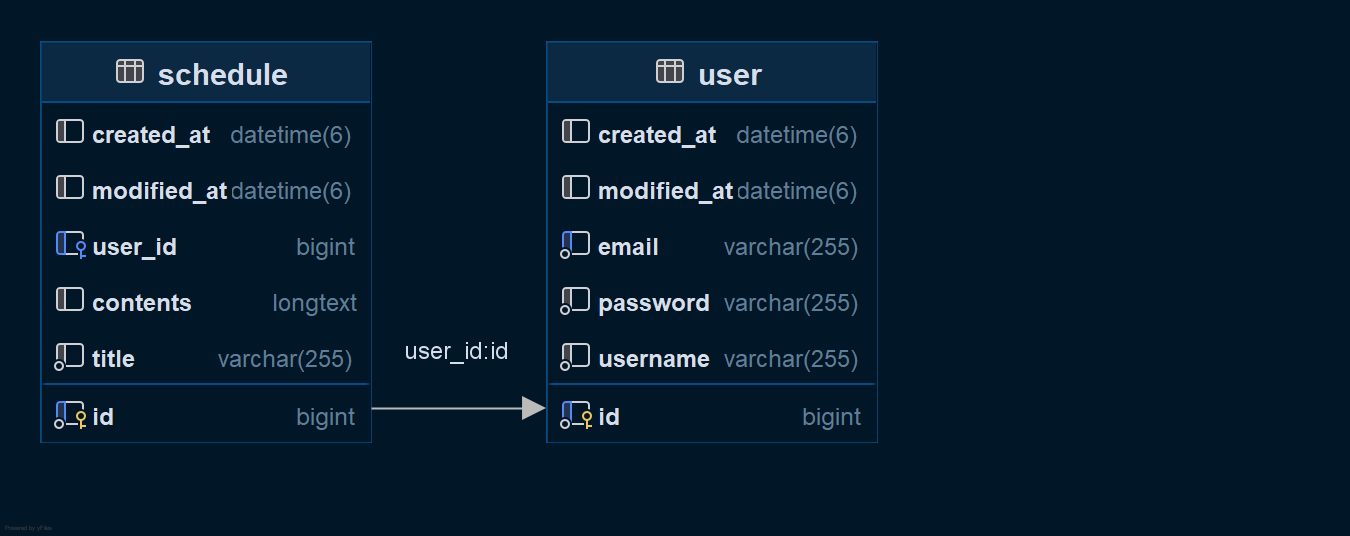 schedule
created_at datetime(6)
modified_at datetime(6)
user_id bigint
contents longtext
title varchar(255)
id bigint
user_id:id
user
created_at datetime(6)
modified_at datetime(6)
email varchar(255)
password varchar(255)
username varchar(255)
id bigint
Powered by yFiles